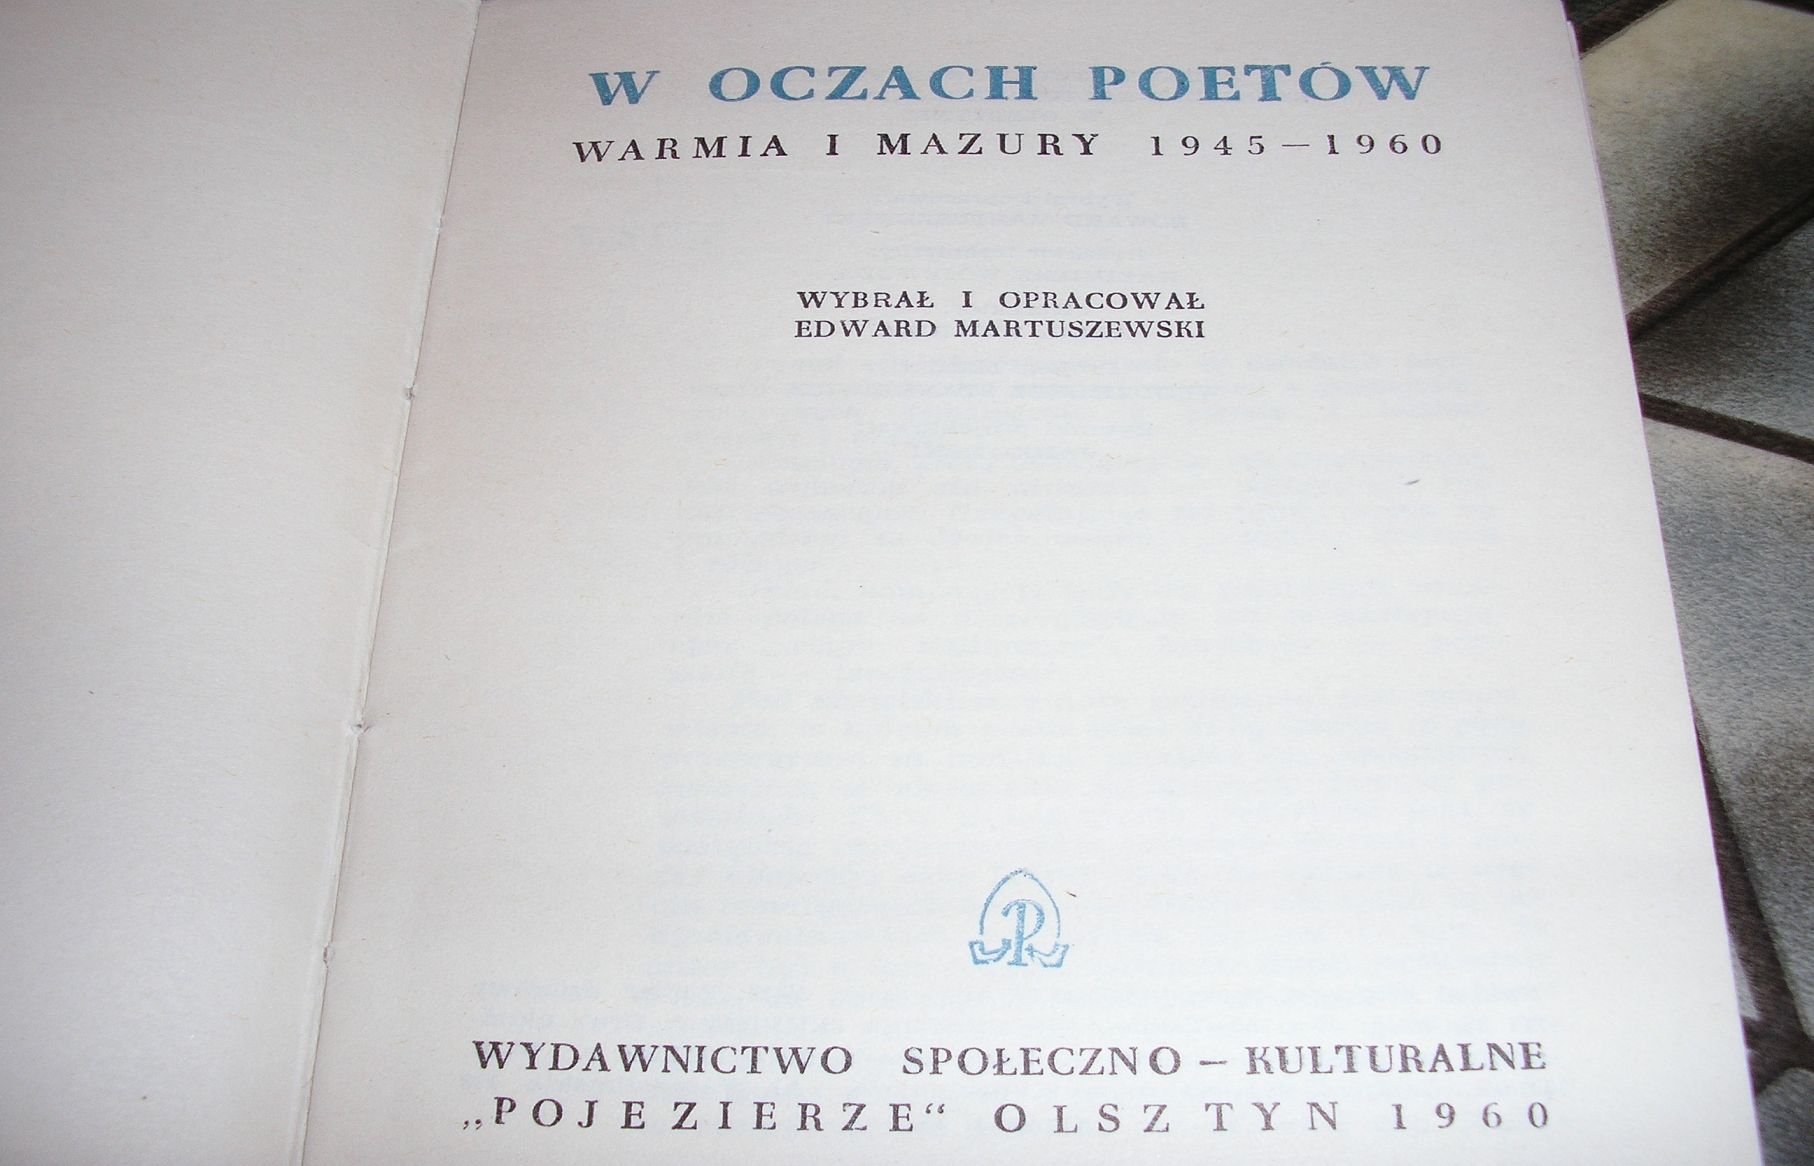 W OCZACH POETÓW
WARMIA I MAZURY 1945 — 1960
WYBRAŁ I OPRACOWAŁ
EDWARD MARTUSZEWSKI
P
WYDAWNICTWO SPOŁECZNO — KULTURALNE
„POJEZIERZE“ OLSZTYN 1960